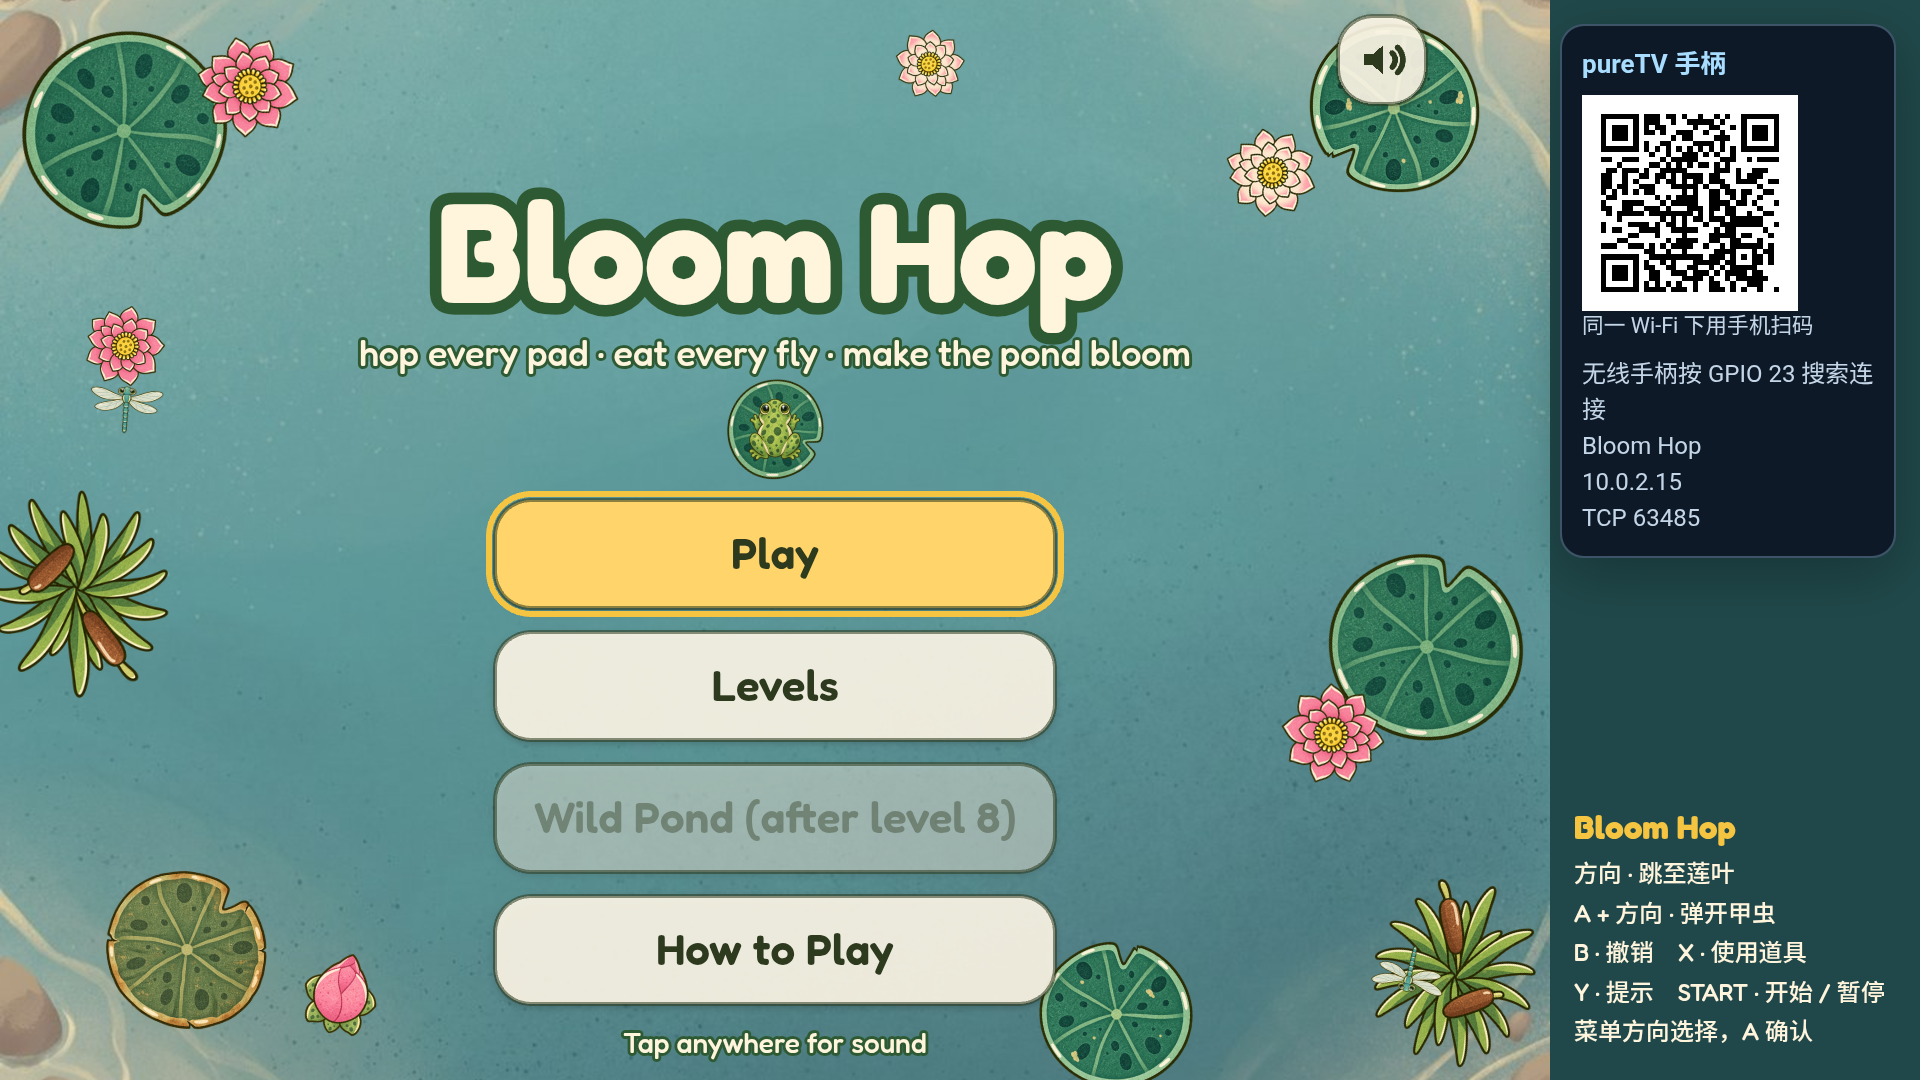 Bloom Hop
hop every pad · eat every fly · make the pond bloom
Play
Levels
Wild Pond (after level 8)
How to Play
Tap anywhere for sound
pureTV 手柄
同一 Wi-Fi 下用手机扫码
无线手柄按 GPIO 23 搜索连
接
Bloom Hop
10.0.2.15
TCP 63485
Bloom Hop
方向 · 跳至莲叶
A + 方向 · 弹开甲虫
B · 撤销 X · 使用道具
Y · 提示 START · 开始 / 暂停
菜单方向选择，A 确认